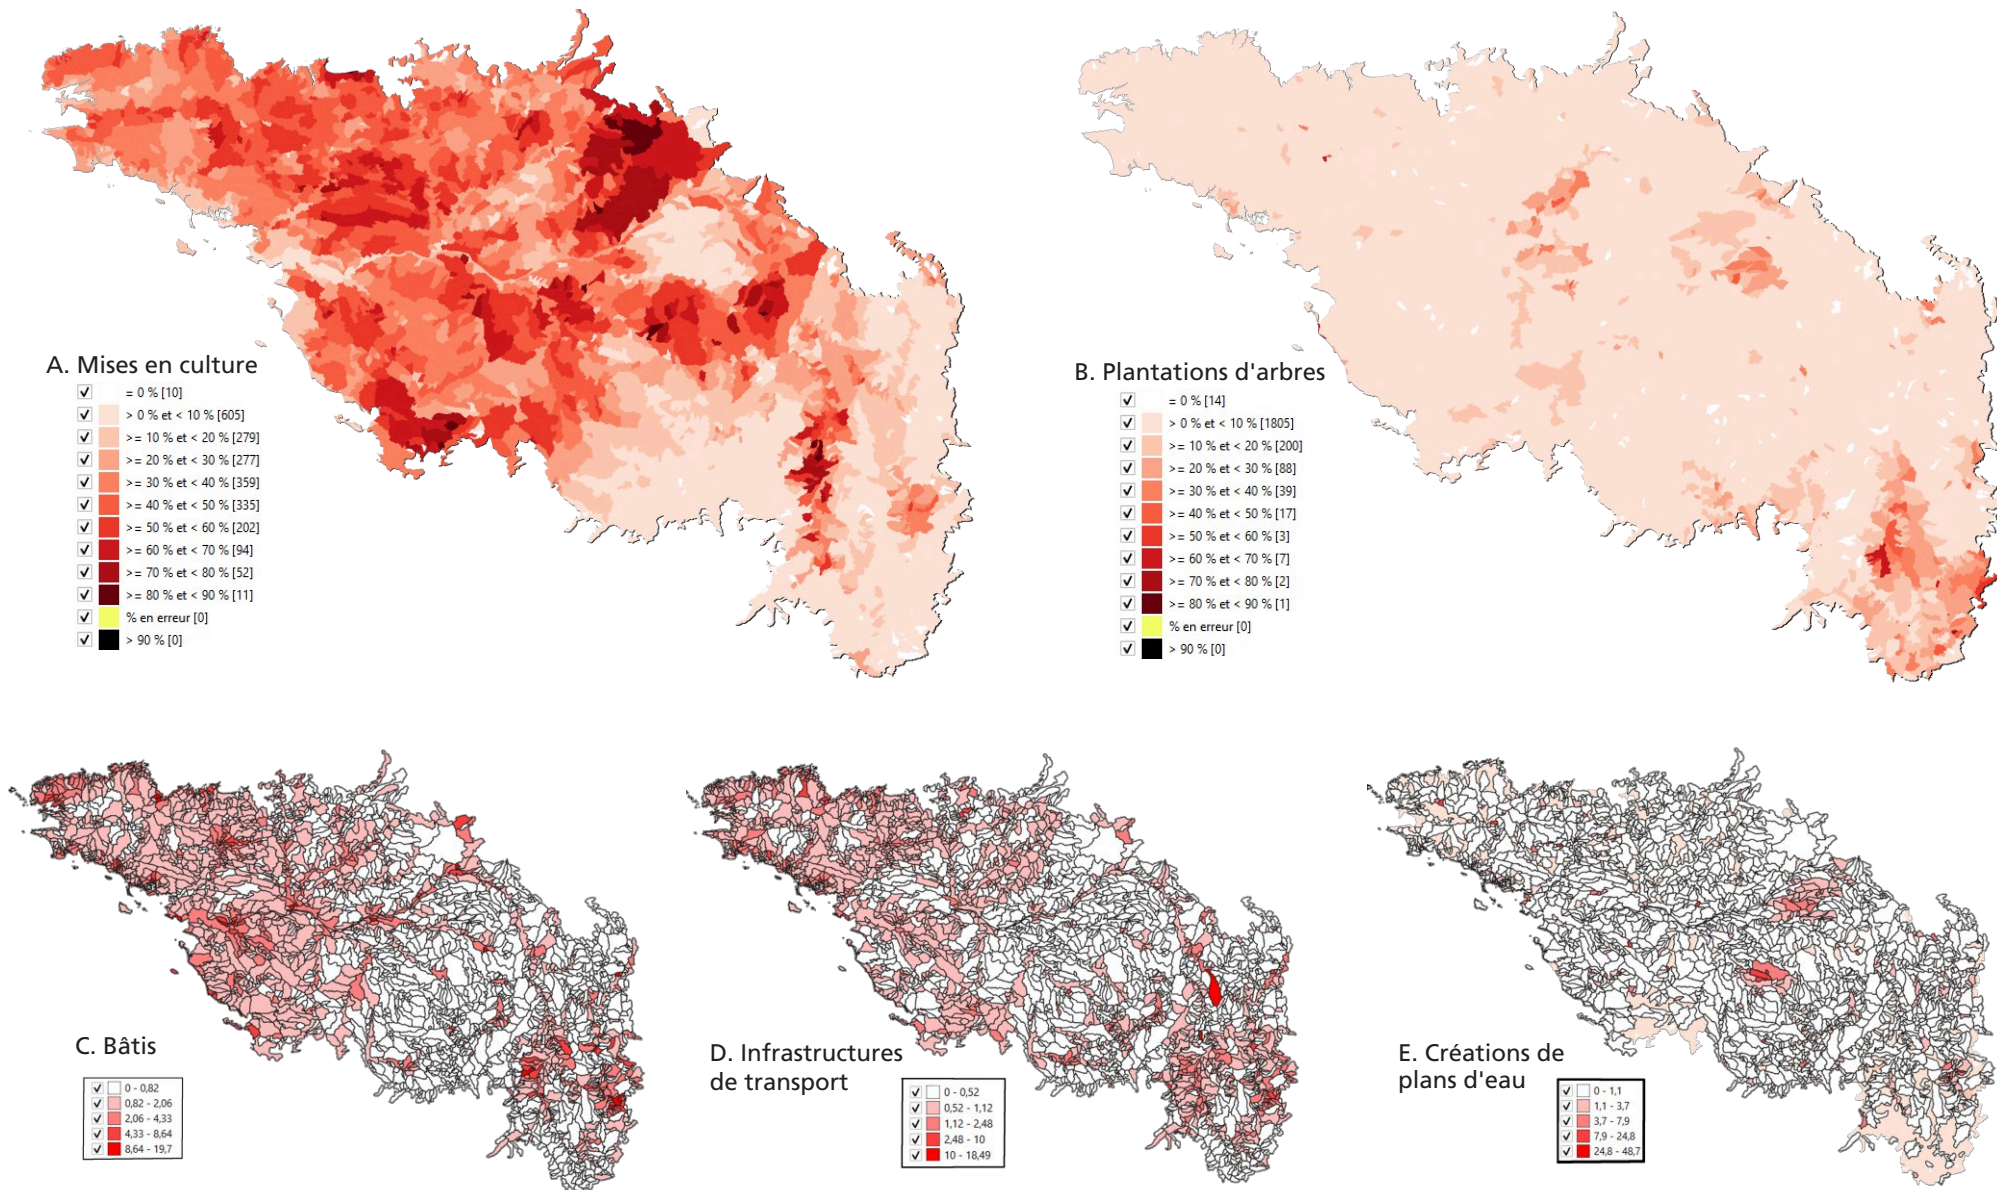 A. Mises en culture
= 0 % [10]
> 0 % et < 10 % [605]
>= 10 % et < 20 % [279]
>= 20 % et < 30 % [277]
>= 30 % et < 40 % [359]
>= 40 % et < 50 % [335]
>= 50 % et < 60 % [202]
>= 60 % et < 70 % [94]
>= 70 % et < 80 % [52]
>= 80 % et < 90 % [11]
% en erreur [0]
> 90 % [0]
B. Plantations d'arbres
= 0 % [14]
> 0 % et < 10 % [1805]
>= 10 % et < 20 % [200]
>= 20 % et < 30 % [88]
>= 30 % et < 40 % [39]
>= 40 % et < 50 % [17]
>= 50 % et < 60 % [3]
>= 60 % et < 70 % [7]
>= 70 % et < 80 % [2]
>= 80 % et < 90 % [1]
% en erreur [0]
> 90 % [0]
C. Bâtis
0 - 0,82
0,82 - 2,06
2,06 - 4,33
4,33 - 8,64
8,64 - 19,7
D. Infrastructures
de transport
0 - 0,52
0,52 - 1,12
1,12 - 2,48
2,48 - 10
10 - 18,49
E. Créations de
plans d'eau
0 - 1,1
1,1 - 3,7
3,7 - 7,9
7,9 - 24,8
24,8 - 48,7